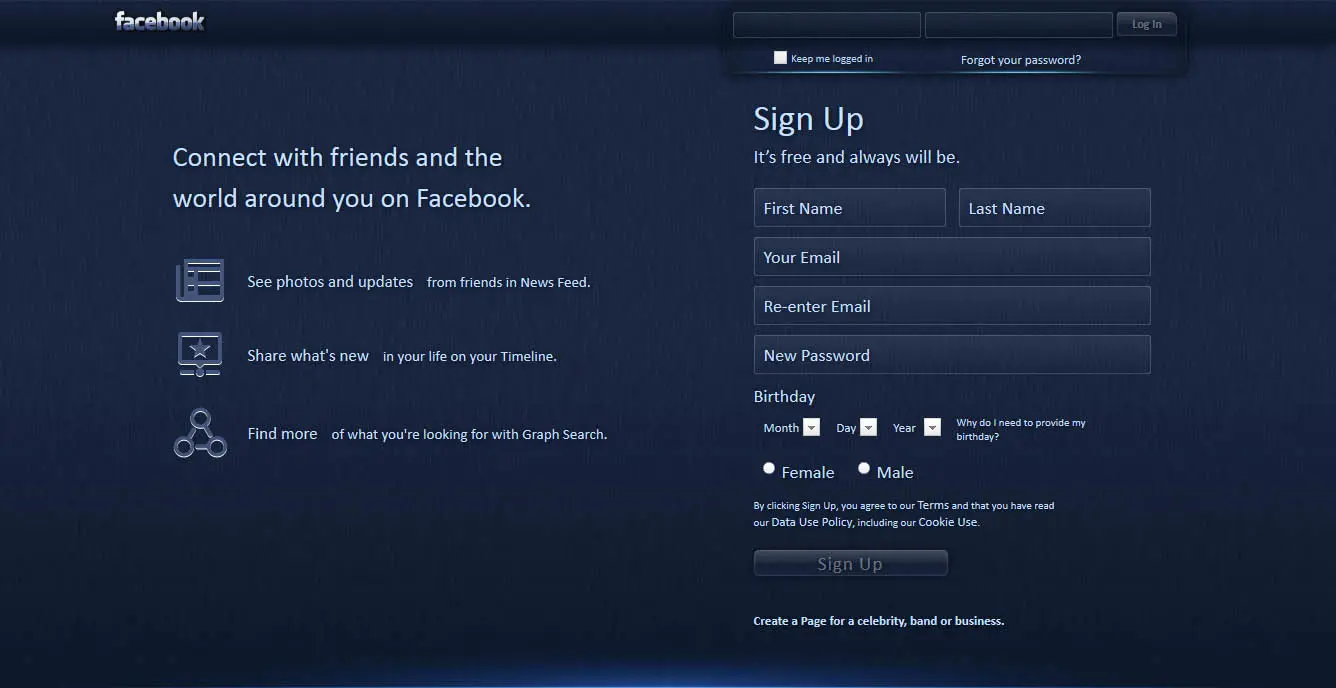 facebook
Log In
Keep me logged in
Forgot your password?
Connect with friends and the
world around you on Facebook.
See photos and updates from friends in News Feed.
Share what's new in your life on your Timeline.
Find more of what you're looking for with Graph Search.
Sign Up
It’s free and always will be.
First Name Last Name
Your Email
Re-enter Email
New Password
Birthday
Month Day Year
Why do I need to provide my
birthday?
Female Male
By clicking Sign Up, you agree to our Terms and that you have read
our Data Use Policy, including our Cookie Use.
Sign Up
Create a Page for a celebrity, band or business.